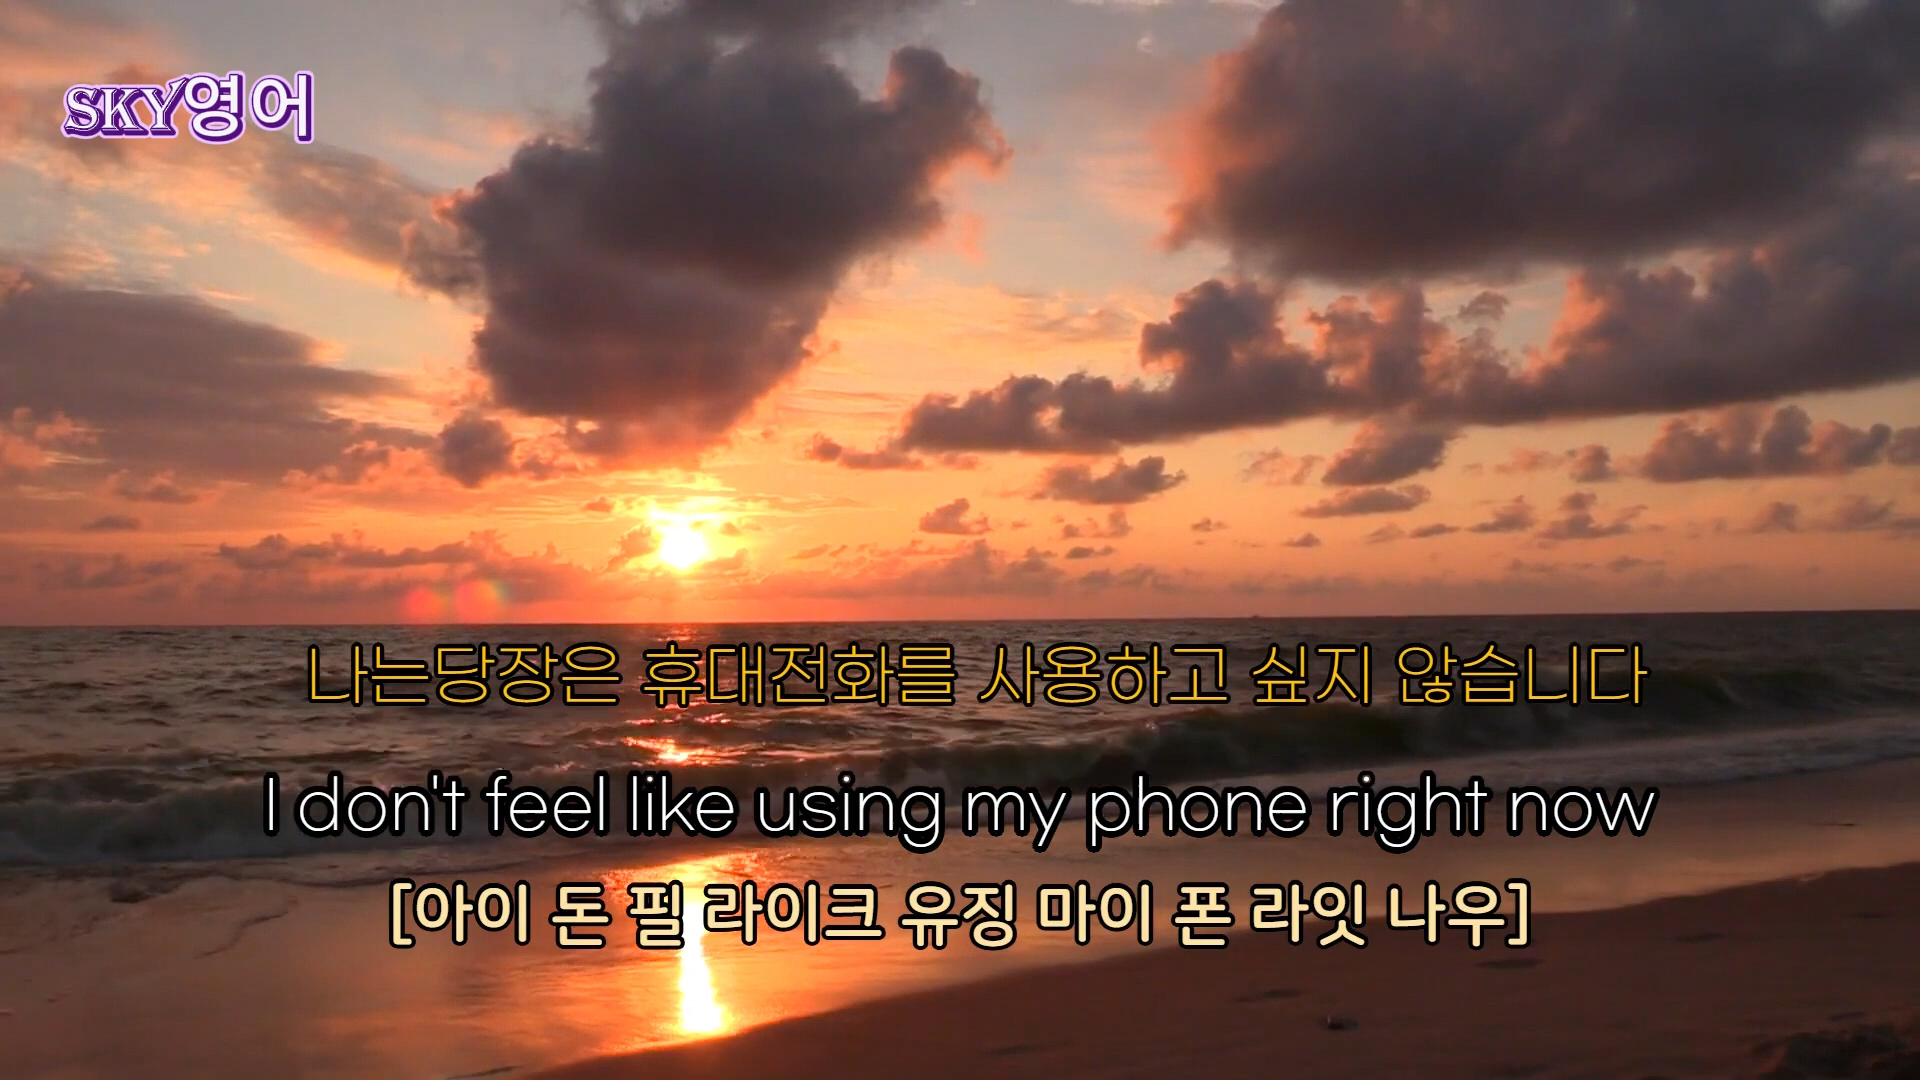 SKY영어
나는당장은 휴대전화를 사용하고 싶지 않습니다
I don't feel like using my phone right now
[아이 돈 필 라이크 유징 마이 폰 라잇 나우]